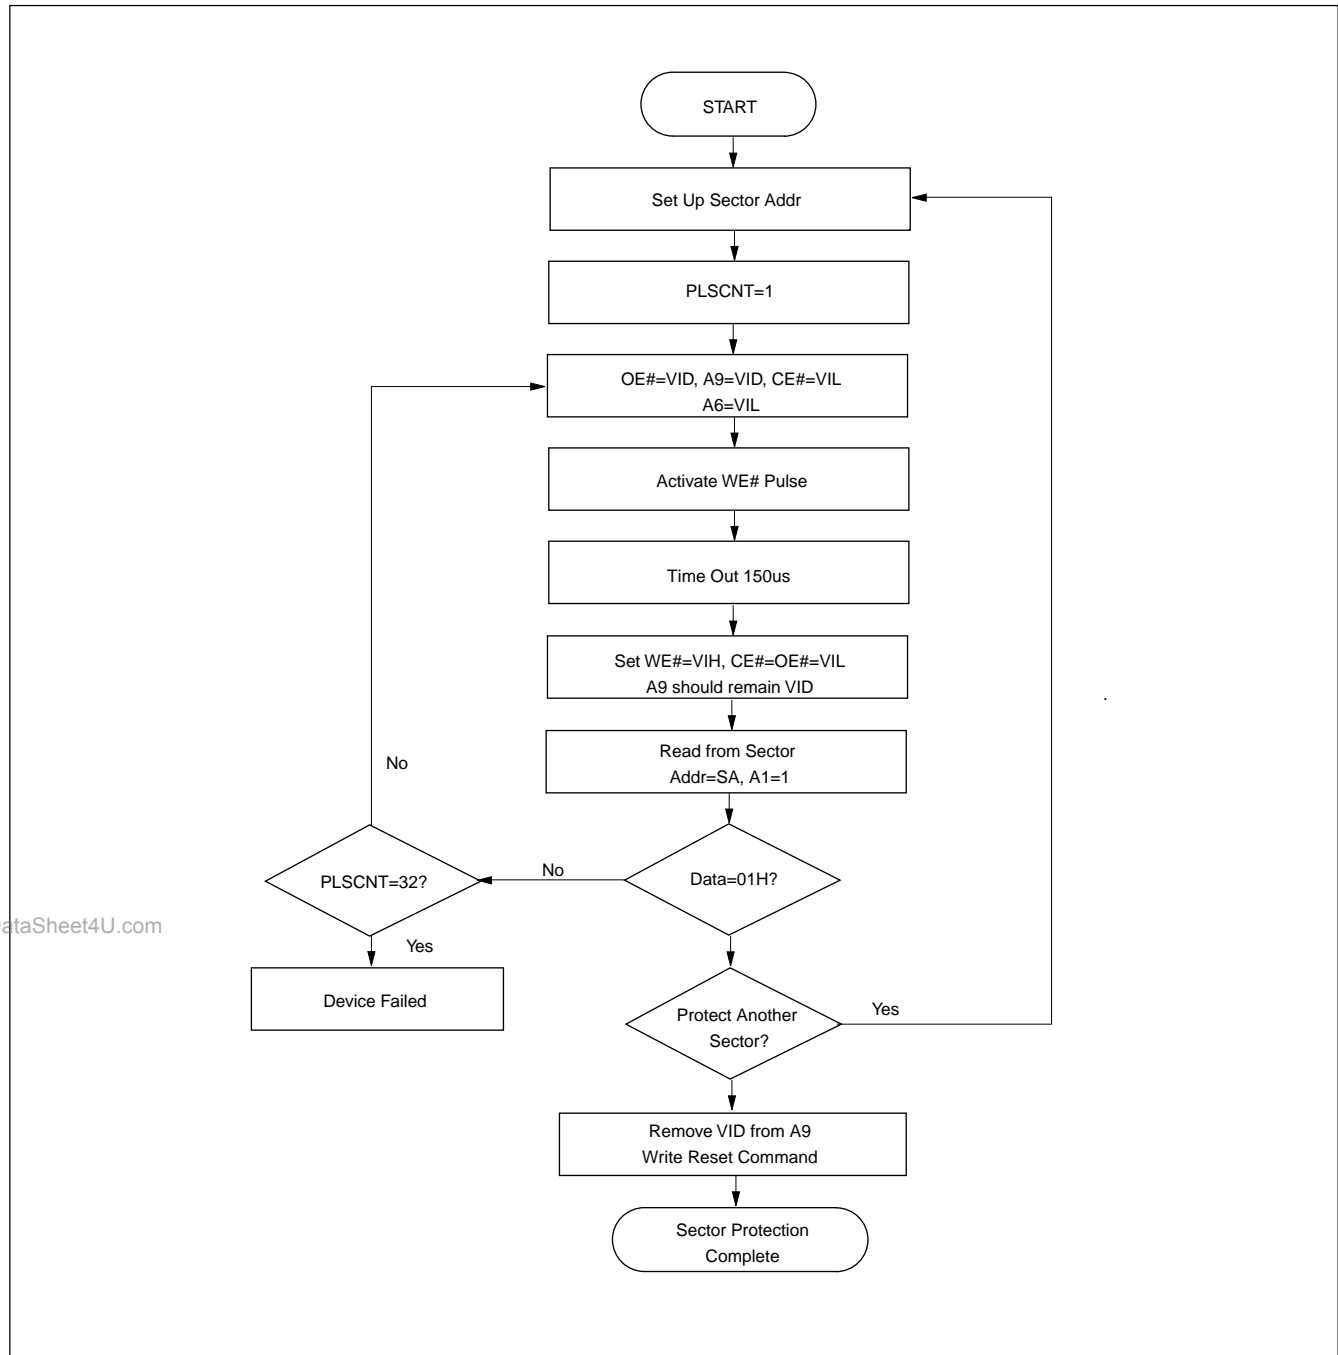 START
Set Up Sector Addr
PLSCNT=1
OE#=VID, A9=VID, CE#=VIL
A6=VIL
Activate WE# Pulse
Time Out 150us
Set WE#=VIH, CE#=OE#=VIL
A9 should remain VID
Read from Sector
Addr=SA, A1=1
No
PLSCNT=32?
No
Data=01H?
ataSheet4U.com
Yes
Device Failed
Protect Another
Sector?
Yes
Remove VID from A9
Write Reset Command
Sector Protection
Complete
.